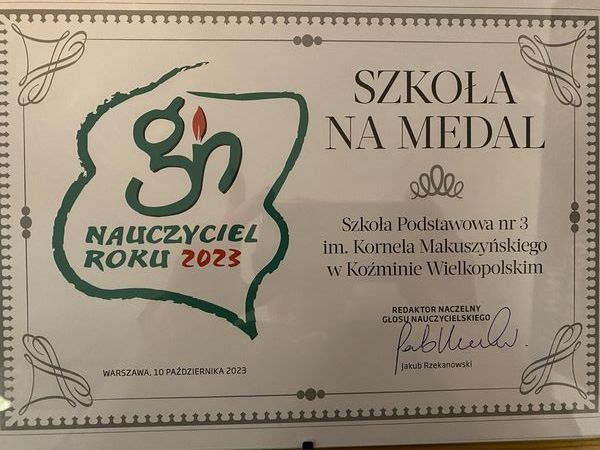 gn
NAUCZYCIEL
ROKU 2023
WARSZAWA, 10 PAŹDZIERNIKA 2023
SZKOŁA
NA MEDAL
Szkoła Podstawowa nr 3
im. Kornela Makuszyńskiego
w Koźminie Wielkopolskim
REDAKTOR NACZELNY
GŁOSU NAUCZYCIELSKIEGO
Jakub Rzekanowski